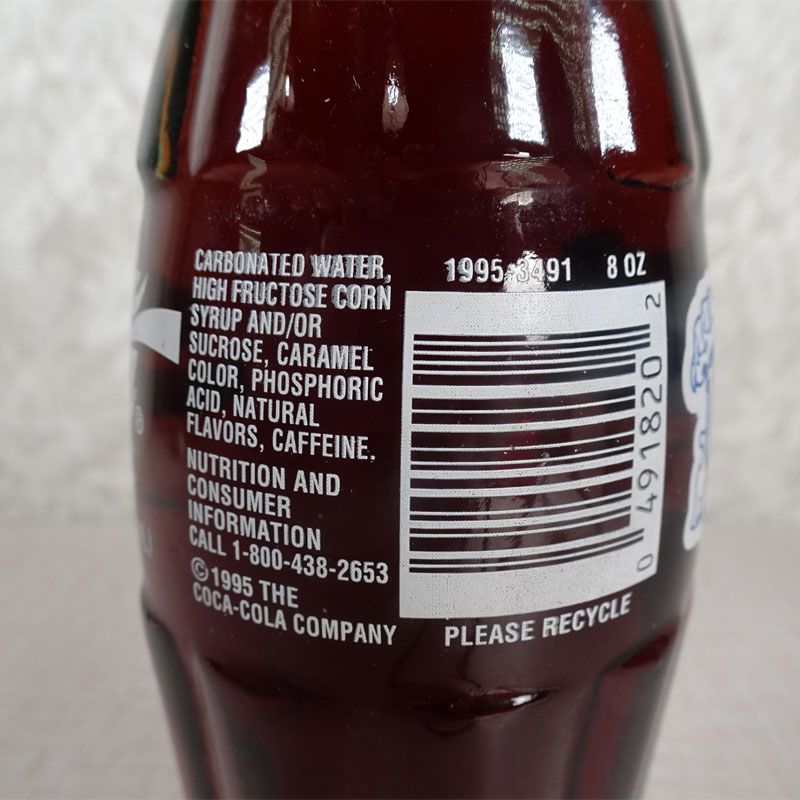 CARBONATED WATER,
HIGH FRUCTOSE CORN
SYRUP AND/OR
SUCROSE, CARAMEL
COLOR, PHOSPHORIC
ACID, NATURAL
FLAVORS, CAFFEINE.
NUTRITION AND
CONSUMER
INFORMATION
CALL 1-800-438-2653
©1995 THE
COCA-COLA COMPANY
1995-3491 8 OZ
0 491820 2
PLEASE RECYCLE